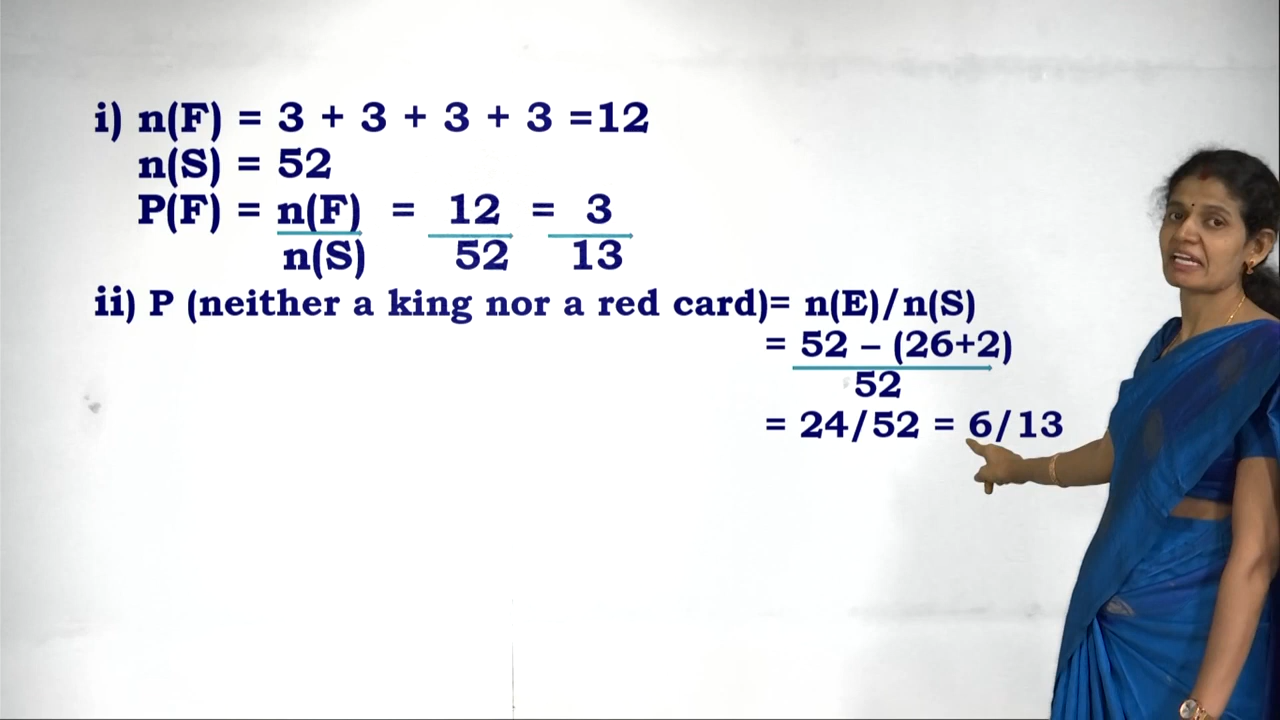 i) n(F) = 3 + 3 + 3 + 3 =12
n(S) = 52
P(F) = n(F) = 12 = 3
n(S) 52 13
ii) P (neither a king nor a red card)= n(E)/n(S)
= 52 – (26+2)
52
= 24/52 = 6/13